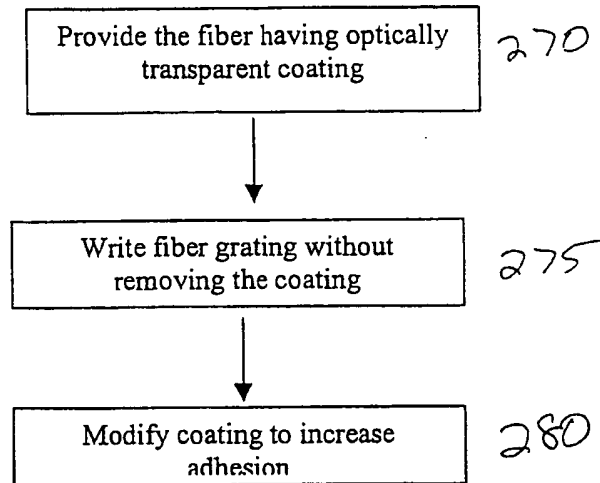 Provide the fiber having optically
transparent coating
270
Write fiber grating without
removing the coating
275
Modify coating to increase
adhesion
280